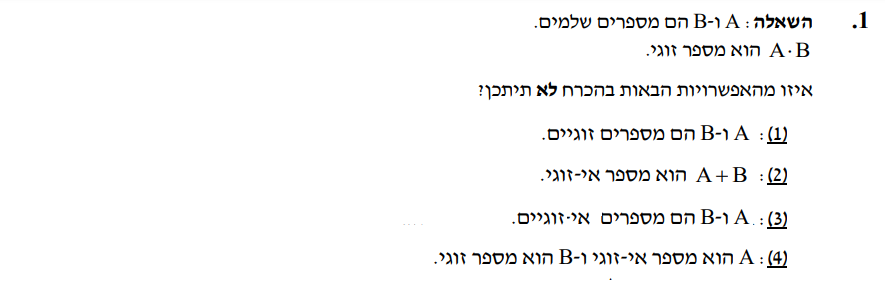 1. השאלה: A ו-B הם מספרים שלמים.
A·B הוא מספר זוגי.
איזו מהאפשרויות הבאות בהכרח לא תיתכן?
(1): A ו-B הם מספרים זוגיים.
(2): A+B הוא מספר אי-זוגי.
(3): A ו-B הם מספרים אי-זוגיים.
(4): A הוא מספר אי-זוגי ו-B הוא מספר זוגי.